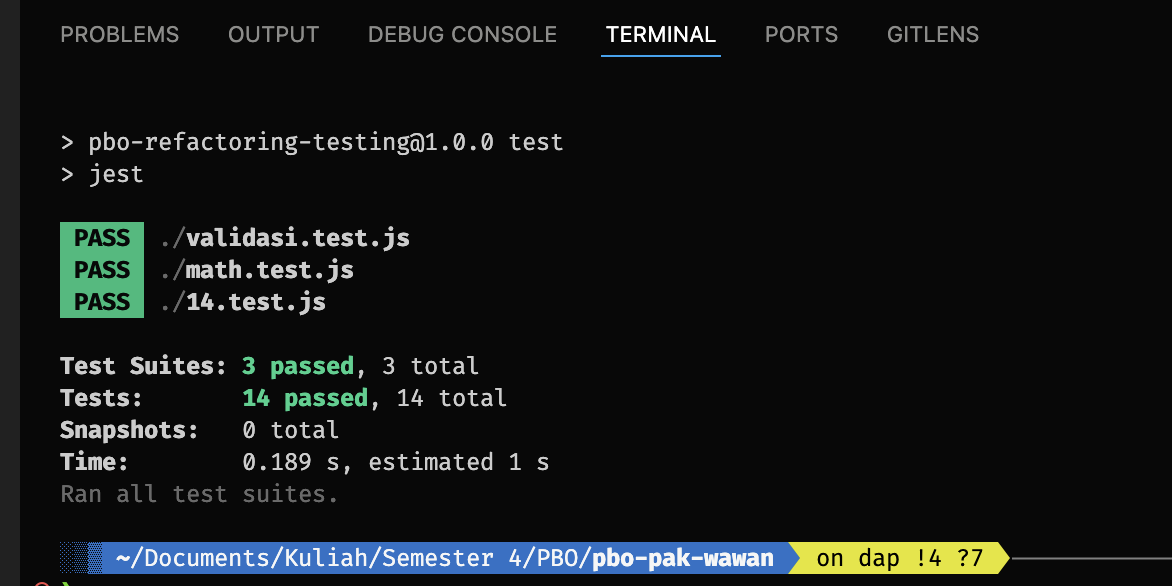 PROBLEMS OUTPUT DEBUG CONSOLE TERMINAL PORTS GITLENS
> pbo-refactoring-testing@1.0.0 test
> jest
PASS ./validasi.test.js
PASS ./math.test.js
PASS ./14.test.js
Test Suites: 3 passed, 3 total
Tests: 14 passed, 14 total
Snapshots: 0 total
Time: 0.189 s, estimated 1 s
Ran all test suites.
~/Documents/Kuliah/Semester 4/PBO/pbo-pak-wawan on dap !4 ?7